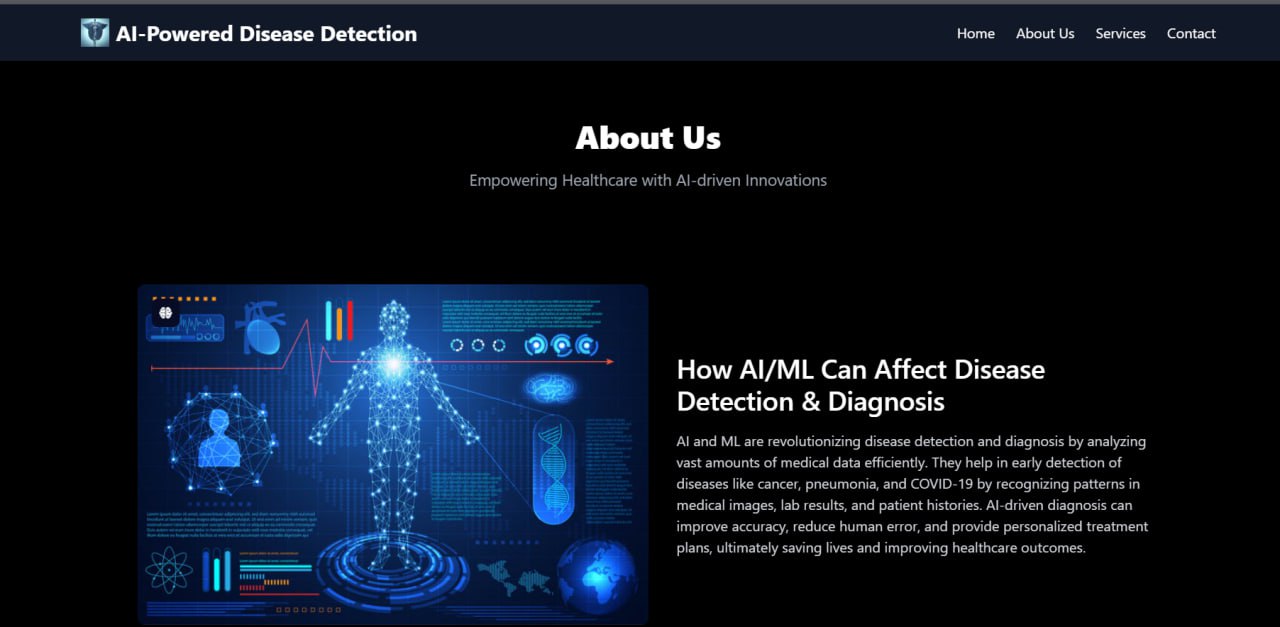 AI-Powered Disease Detection
Home
About Us
Services
Contact
About Us
Empowering Healthcare with AI-driven Innovations
How AI/ML Can Affect Disease
Detection & Diagnosis
AI and ML are revolutionizing disease detection and diagnosis by analyzing
vast amounts of medical data efficiently. They help in early detection of
diseases like cancer, pneumonia, and COVID-19 by recognizing patterns in
medical images, lab results, and patient histories. AI-driven diagnosis can
improve accuracy, reduce human error, and provide personalized treatment
plans, ultimately saving lives and improving healthcare outcomes.